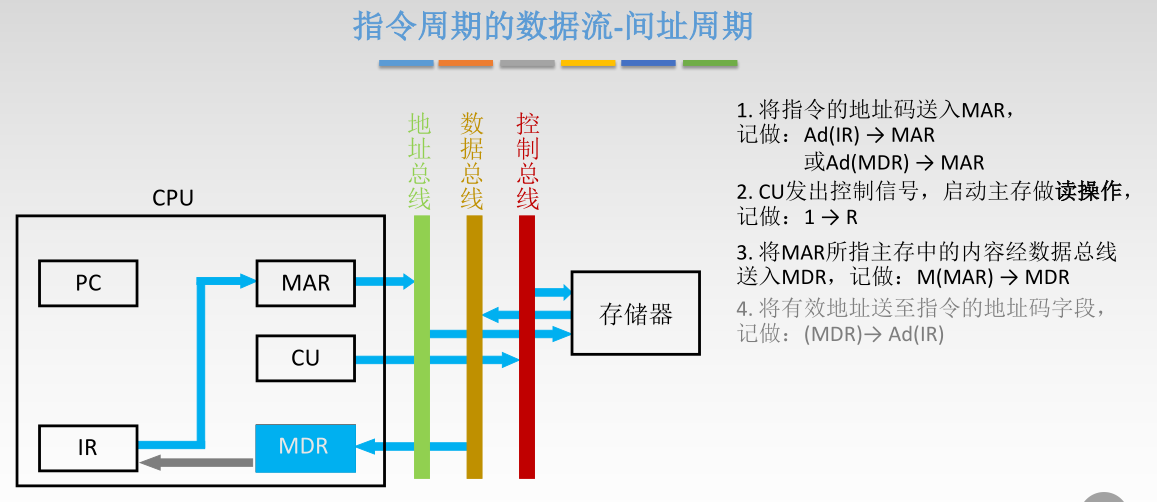 指令周期的数据流-间址周期
地址总线
数据总线
控制总线
CPU
PC
MAR
CU
IR
MDR
存储器
1. 将指令的地址码送入MAR，
记做：Ad(IR) → MAR
或Ad(MDR) → MAR
2. CU发出控制信号，启动主存做读操作，
记做：1 → R
3. 将MAR所指主存中的内容经数据总线
送入MDR，记做：M(MAR) → MDR
4. 将有效地址送至指令的地址码字段，
记做：(MDR)→ Ad(IR)